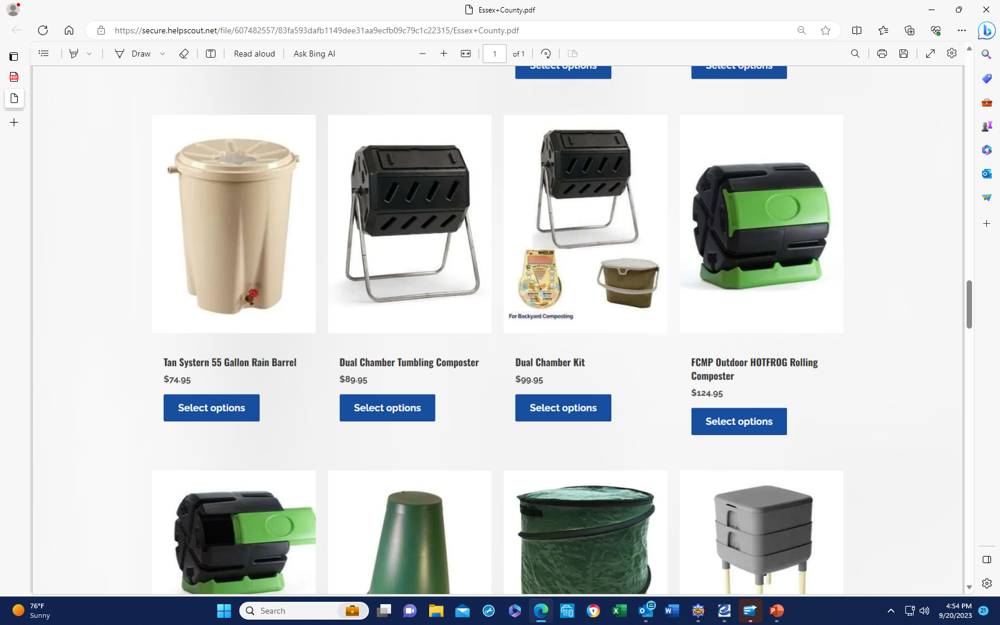 Essex+County.pdf
https://secure.helpscout.net/file/607482557/83fa593dafb1149dee31aa9ecfb09c79c1c22315/Essex+County.pdf
Draw
Read aloud
Ask Bing AI
1
of 1
Select options
Select options
WHEELER
For Backyard Composting
Tan Systern 55 Gallon Rain Barrel
$74.95
Select options
Dual Chamber Tumbling Composter
$89.95
Select options
Dual Chamber Kit
$99.95
Select options
FCMP Outdoor HOTFROG Rolling
Composter
$124.95
Select options
76°F
Sunny
Search
4:54 PM
9/20/2023
21